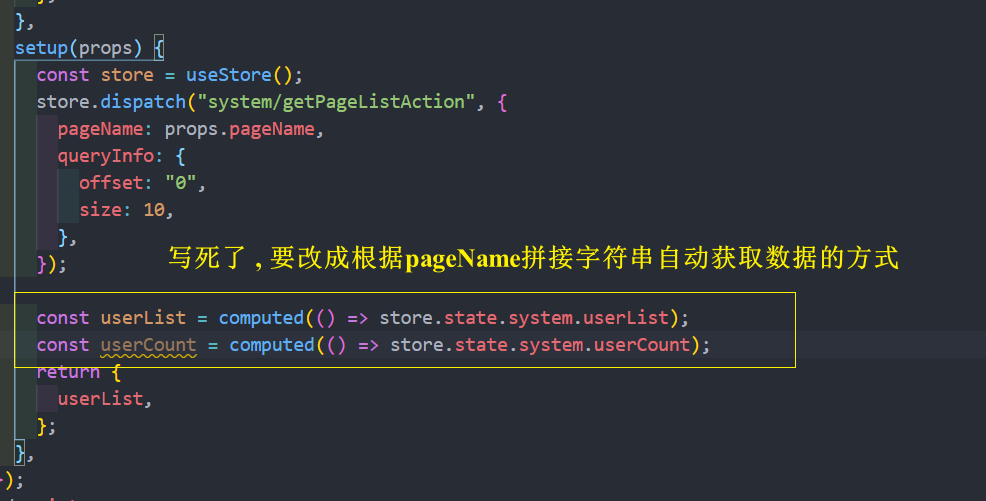 },
setup(props) {
const store = useStore();
store.dispatch("system/getPageListAction", {
pageName: props.pageName,
queryInfo: {
offset: "0",
size: 10,
},
});
写死了 , 要改成根据pageName拼接字符串自动获取数据的方式
const userList = computed(() => store.state.system.userList);
const userCount = computed(() => store.state.system.userCount);
return {
userList,
};
},
);